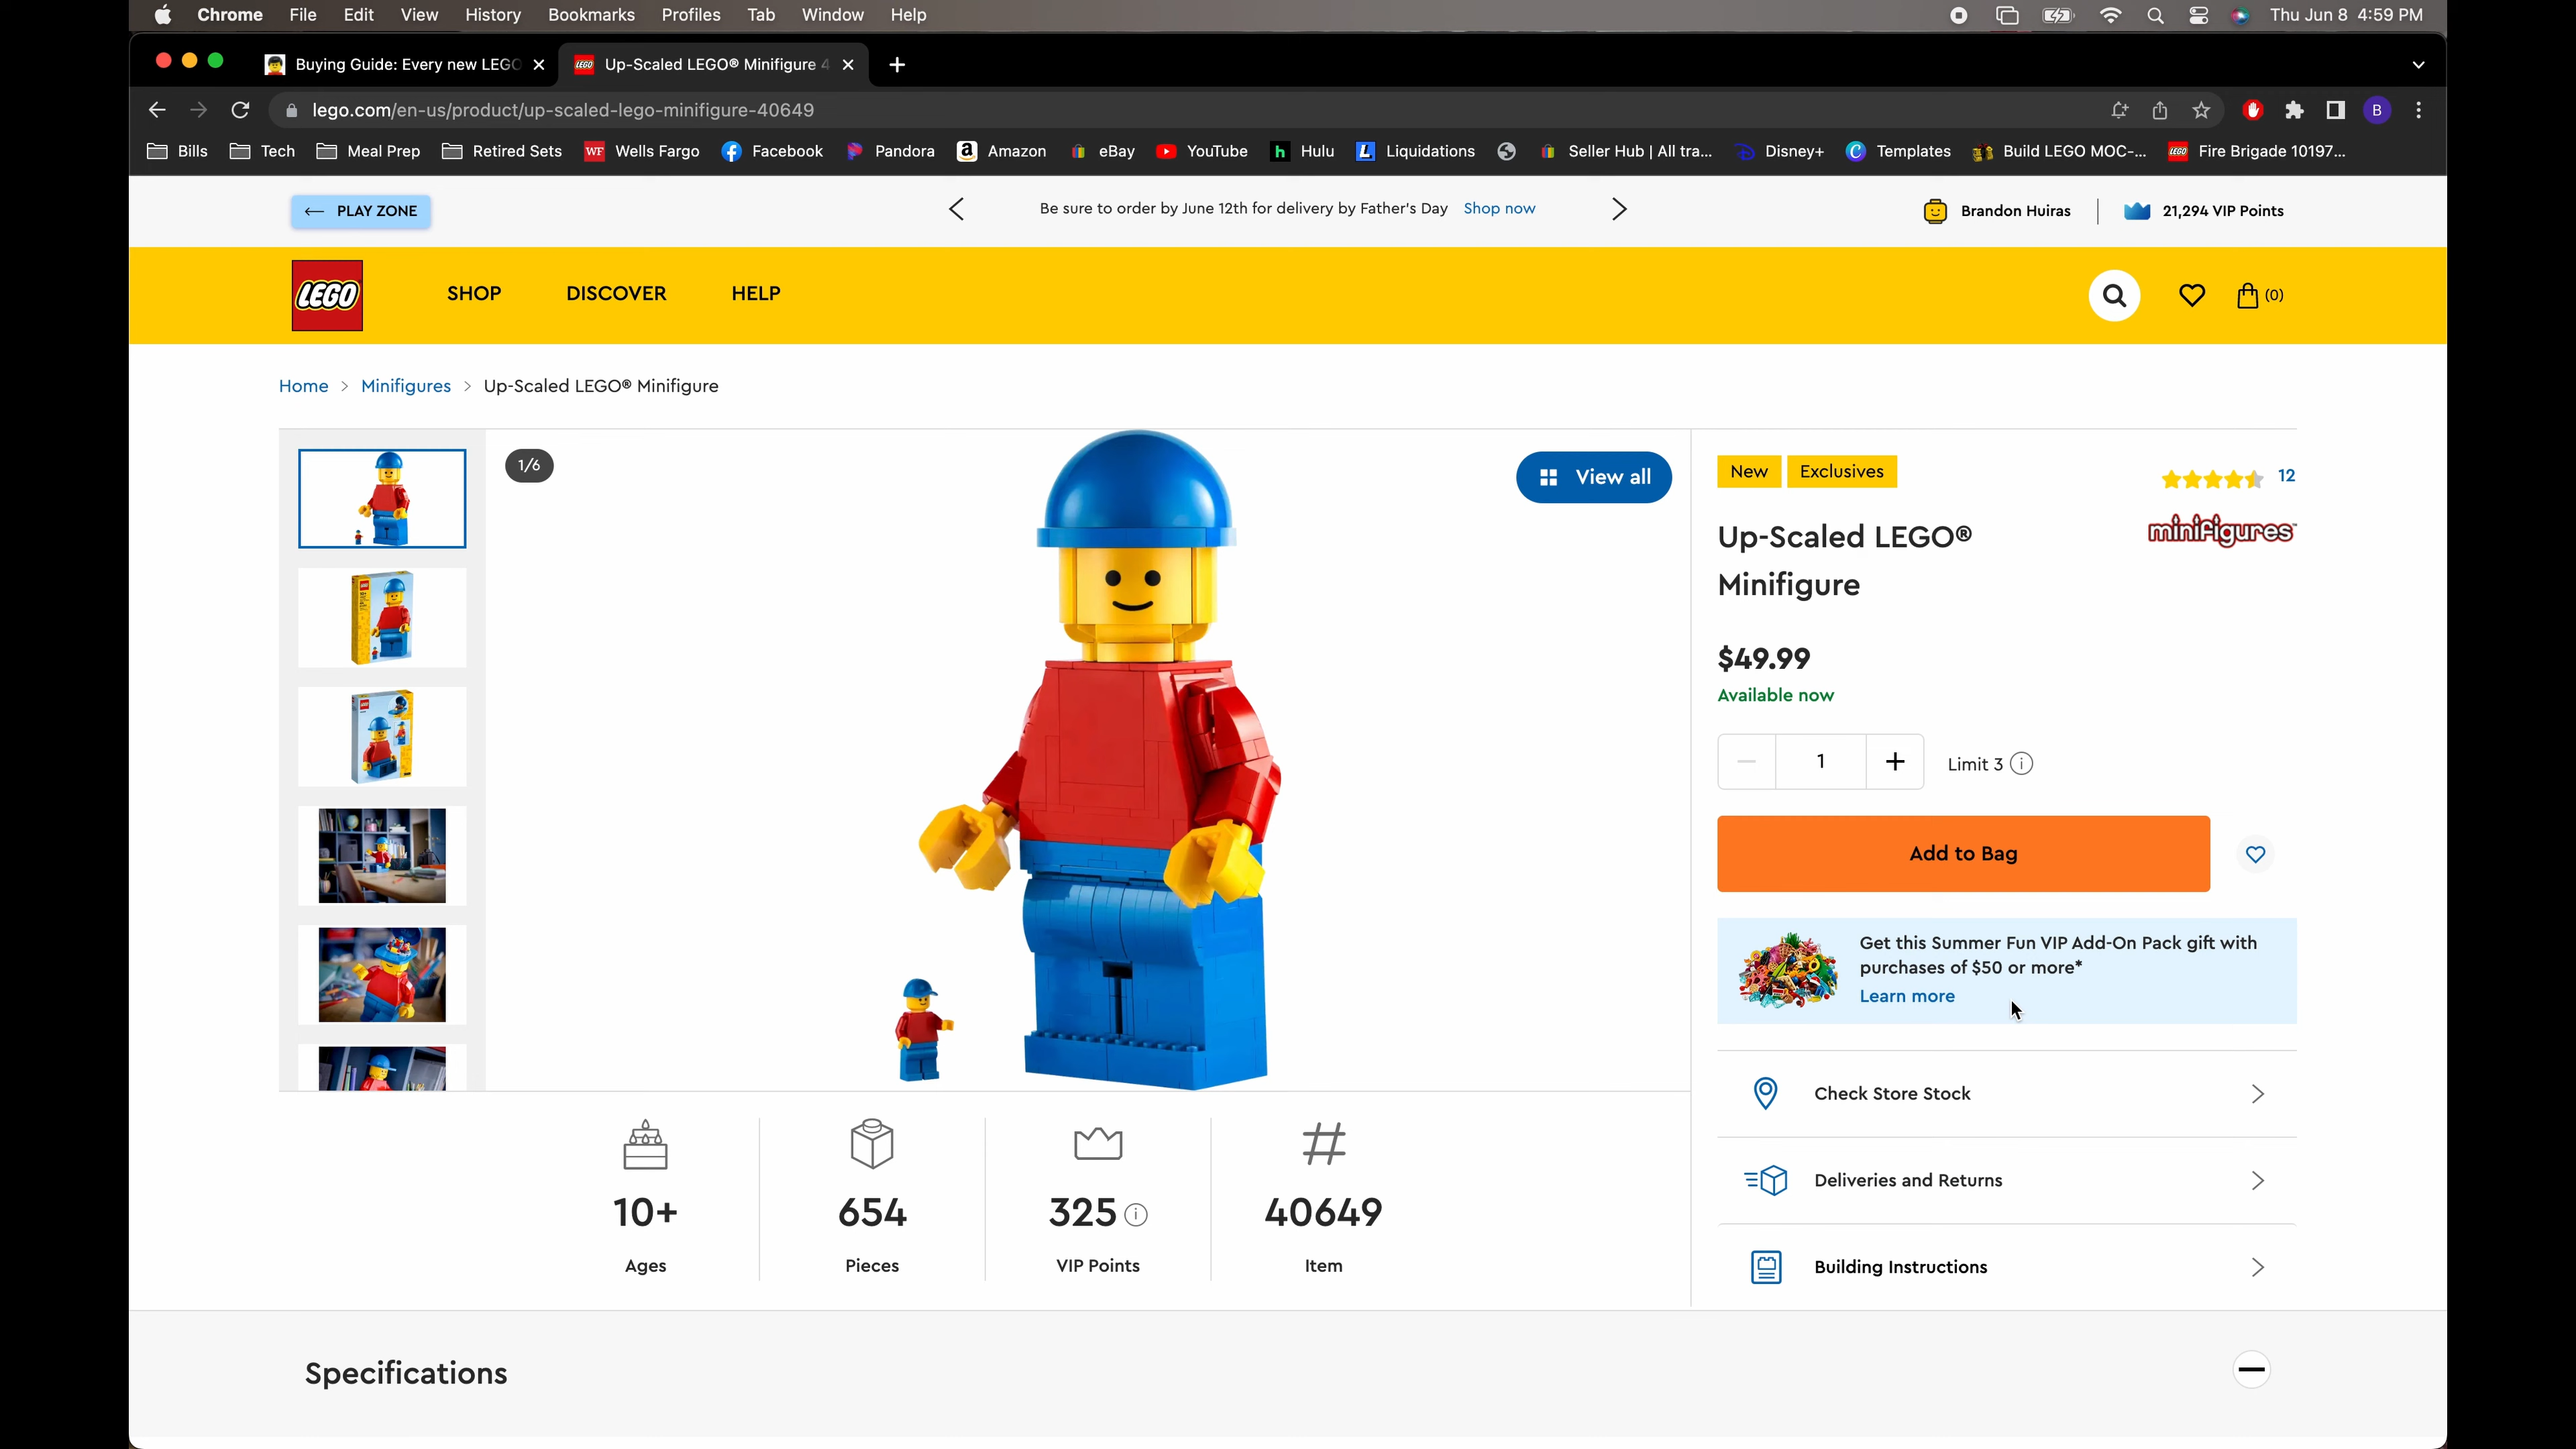 Chrome File Edit View History Bookmarks Profiles Tab Window Help Thu Jun 8 4:59 PM
Buying Guide: Every new LEGO
LEGO Up-Scaled LEGO® Minifigure 4
lego.com/en-us/product/up-scaled-lego-minifigure-40649 B
Bills Tech Meal Prep Retired Sets WF Wells Fargo Facebook Pandora a Amazon eBay YouTube h Hulu L Liquidations Seller Hub | All tra... Disney+ C Templates Build LEGO MOC-... LEGO Fire Brigade 10197...
PLAY ZONE
Be sure to order by June 12th for delivery by Father's Day Shop now
Brandon Huiras 21,294 VIP Points
LEGO SHOP DISCOVER HELP (0)
Home > Minifigures > Up-Scaled LEGO® Minifigure
1/6
View all
New Exclusives 12
minifigures
Up-Scaled LEGO®
Minifigure
$49.99
Available now
1 Limit 3
Add to Bag
Get this Summer Fun VIP Add-On Pack gift with
purchases of $50 or more*
Learn more
Check Store Stock
Deliveries and Returns
Building Instructions
10+ 654 325 40649
Ages Pieces VIP Points Item
Specifications